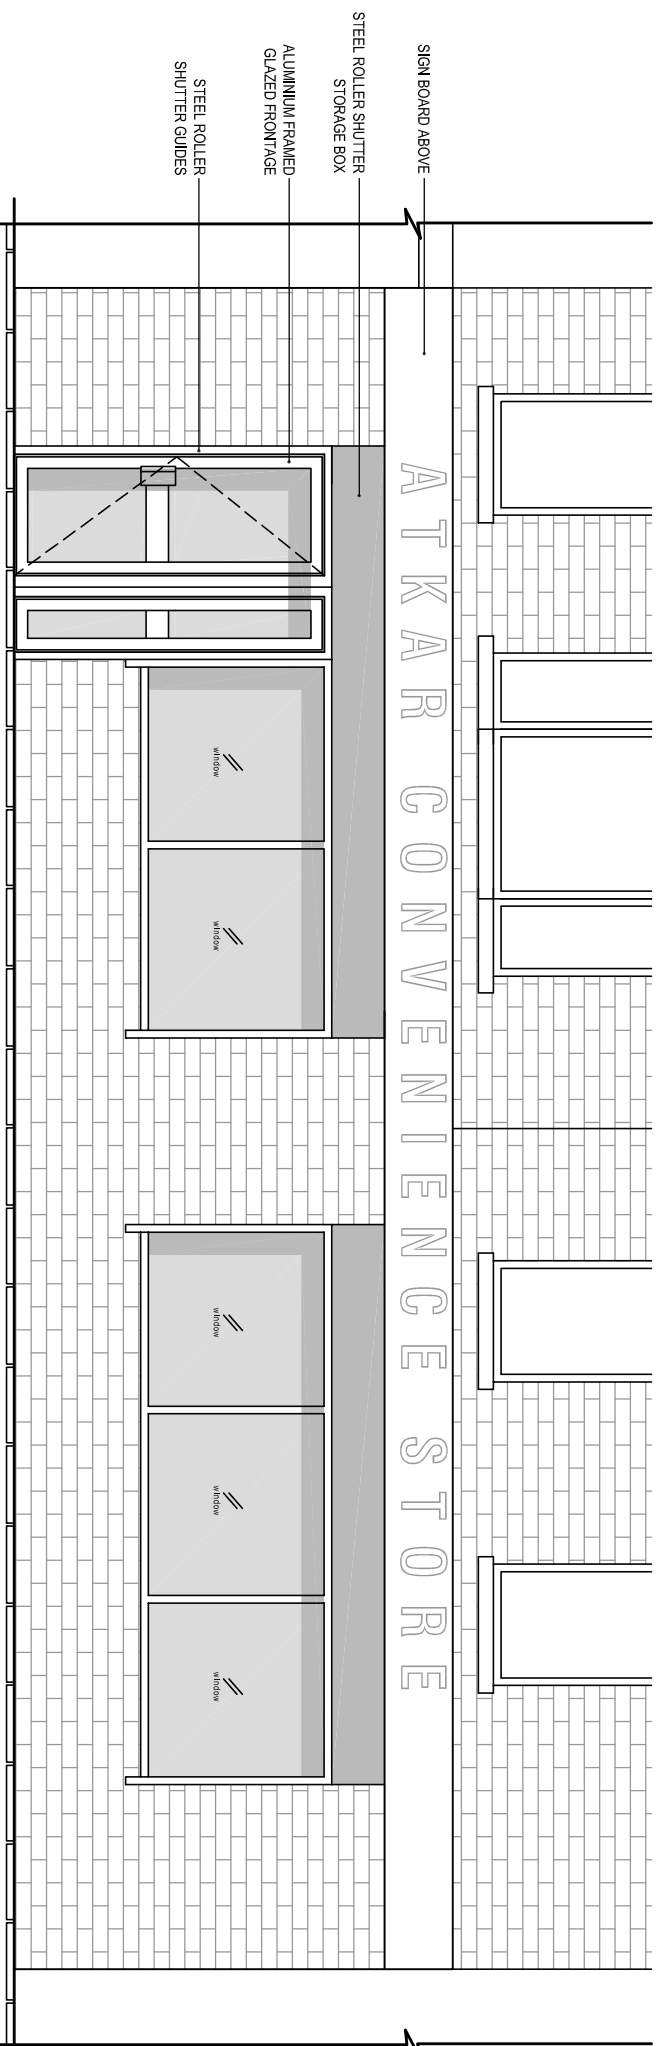 SIGN BOARD ABOVE
STEEL ROLLER SHUTTER
STORAGE BOX
ALUMINIUM FRAMED
GLAZED FRONTAGE
STEEL ROLLER
SHUTTER GUIDES
ATKAR CONVENIENCE STORE
window
window
window
window
window